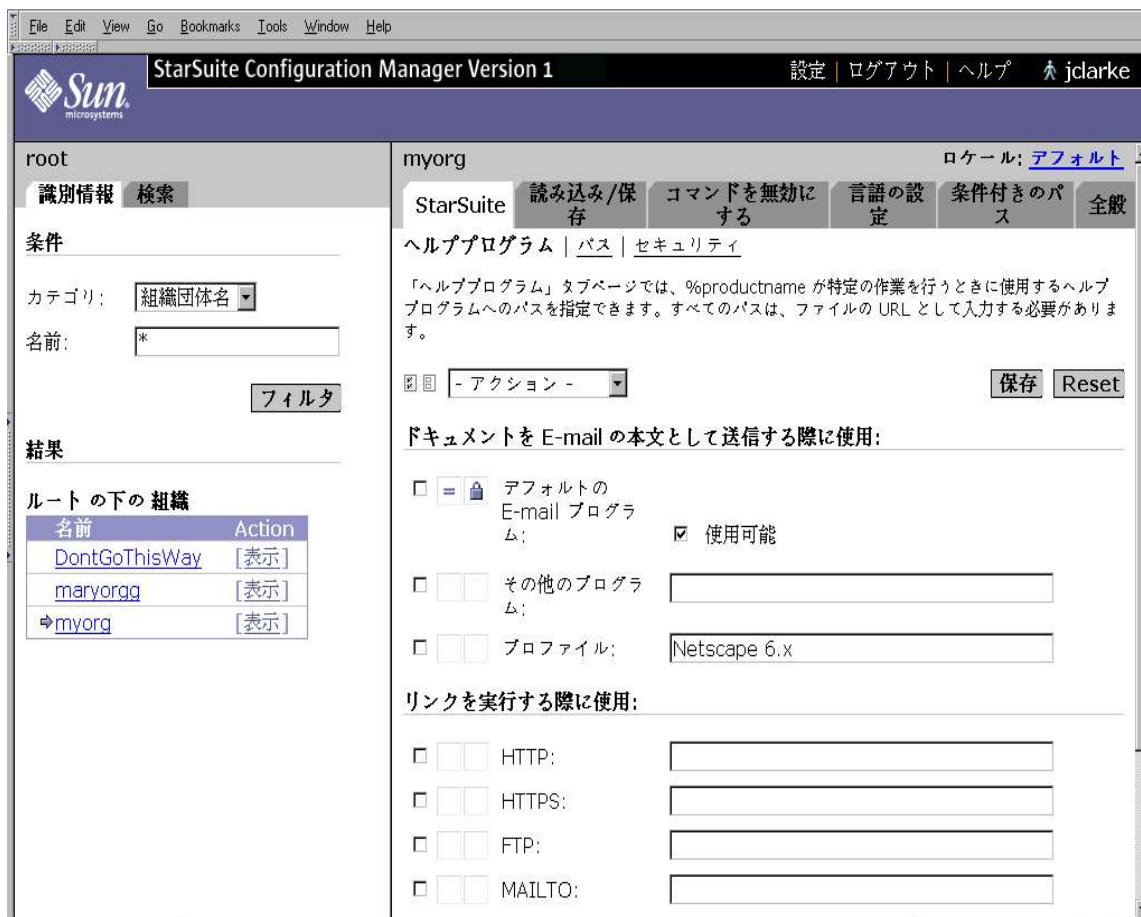 File Edit View Go Bookmarks Tools Window Help
Sun
microsystems
StarSuite Configuration Manager Version 1
設定 | ログアウト | ヘルプ jclarke
root
識別情報 検索
条件
カテゴリ: 組織団体名
名前: *
フィルタ
結果
ルート の下の 組織
名前 Action
DontGoThisWay [表示]
maryorgg [表示]
myorg [表示]
myorg
ロケール: デフォルト
StarSuite
読み込み/保
存
コマンドを無効に
する
言語の設
定
条件付きのパ
ス
全般
ヘルププログラム | パス | セキュリティ
「ヘルププログラム」タブページでは、%productname が特定の作業を行うときに使用するヘルプ
プログラムへのパスを指定できます。すべてのパスは、ファイルの URL として入力する必要がありま
す。
- アクション -
保存 Reset
ドキュメントを E-mail の本文として送信する際に使用:
デフォルトの
E-mail プログラ
ム:
使用可能
その他のプログラ
ム:
プロファイル: Netscape 6.x
リンクを実行する際に使用:
HTTP:
HTTPS:
FTP:
MAILTO: